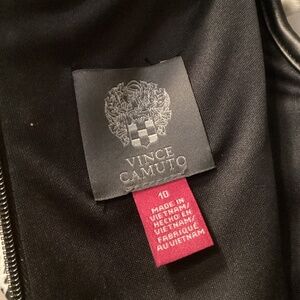 VINCE
CAMUTO
10
MADE IN
VIETNAM/
HECHO EN
VIETNAM/
FABRIQUÉ
AU VIETNAM